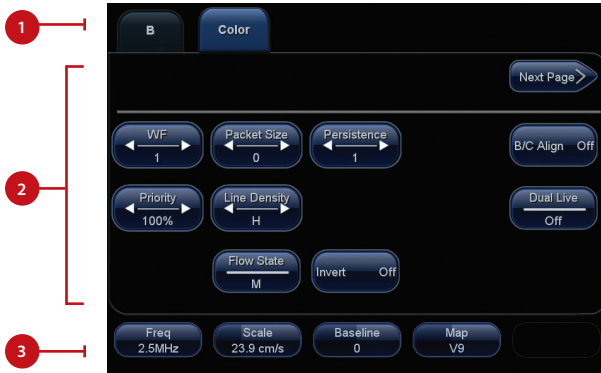 1
B Color
2
Next Page
WF Packet Size Persistence
1 0 1
B/C Align Off
Priority Line Density
100% H
Dual Live
Off
Flow State
M
Invert Off
3
Freq Scale Baseline Map
2.5MHz 23.9 cm/s 0 V9